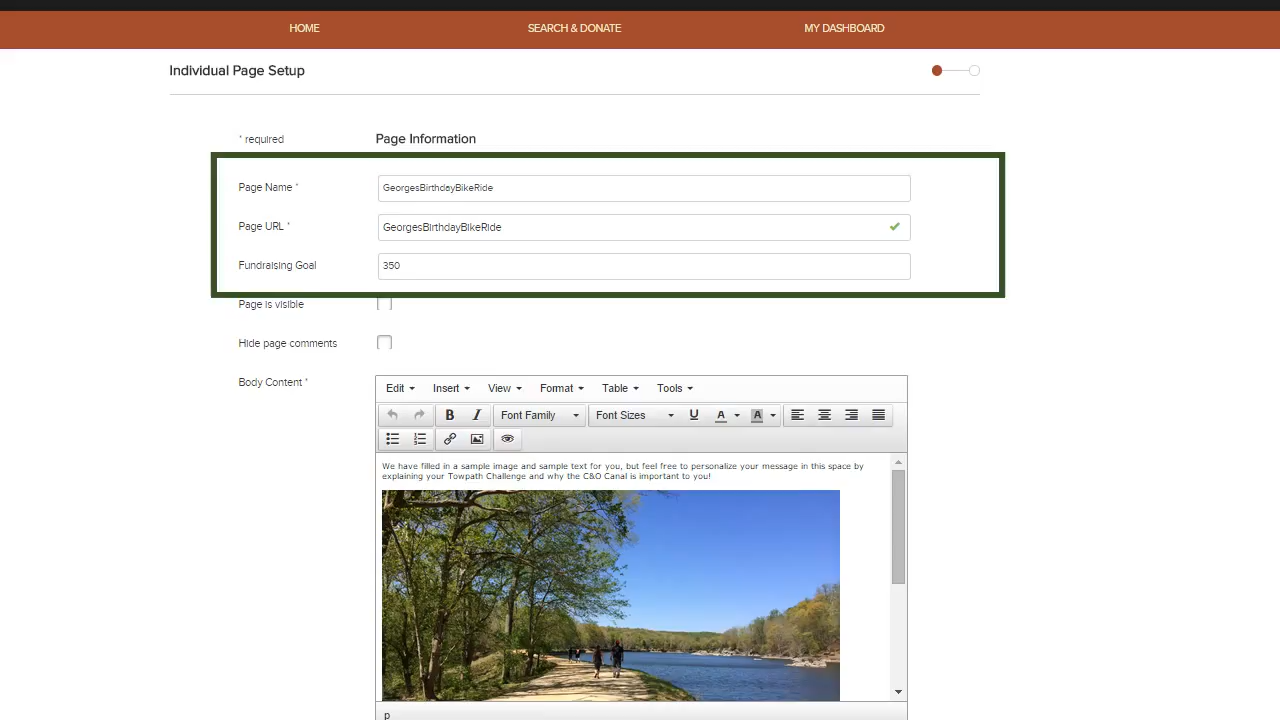 HOME SEARCH & DONATE MY DASHBOARD
Individual Page Setup
* required Page Information
Page Name * GeorgesBirthdayBikeRide
Page URL * GeorgesBirthdayBikeRide
Fundraising Goal 350
Page is visible
Hide page comments
Body Content *
Edit Insert View Format Table Tools
B I Font Family Font Sizes U A A
We have filled in a sample image and sample text for you, but feel free to personalize your message in this space by
explaining your Towpath Challenge and why the C&O Canal is important to you!
p